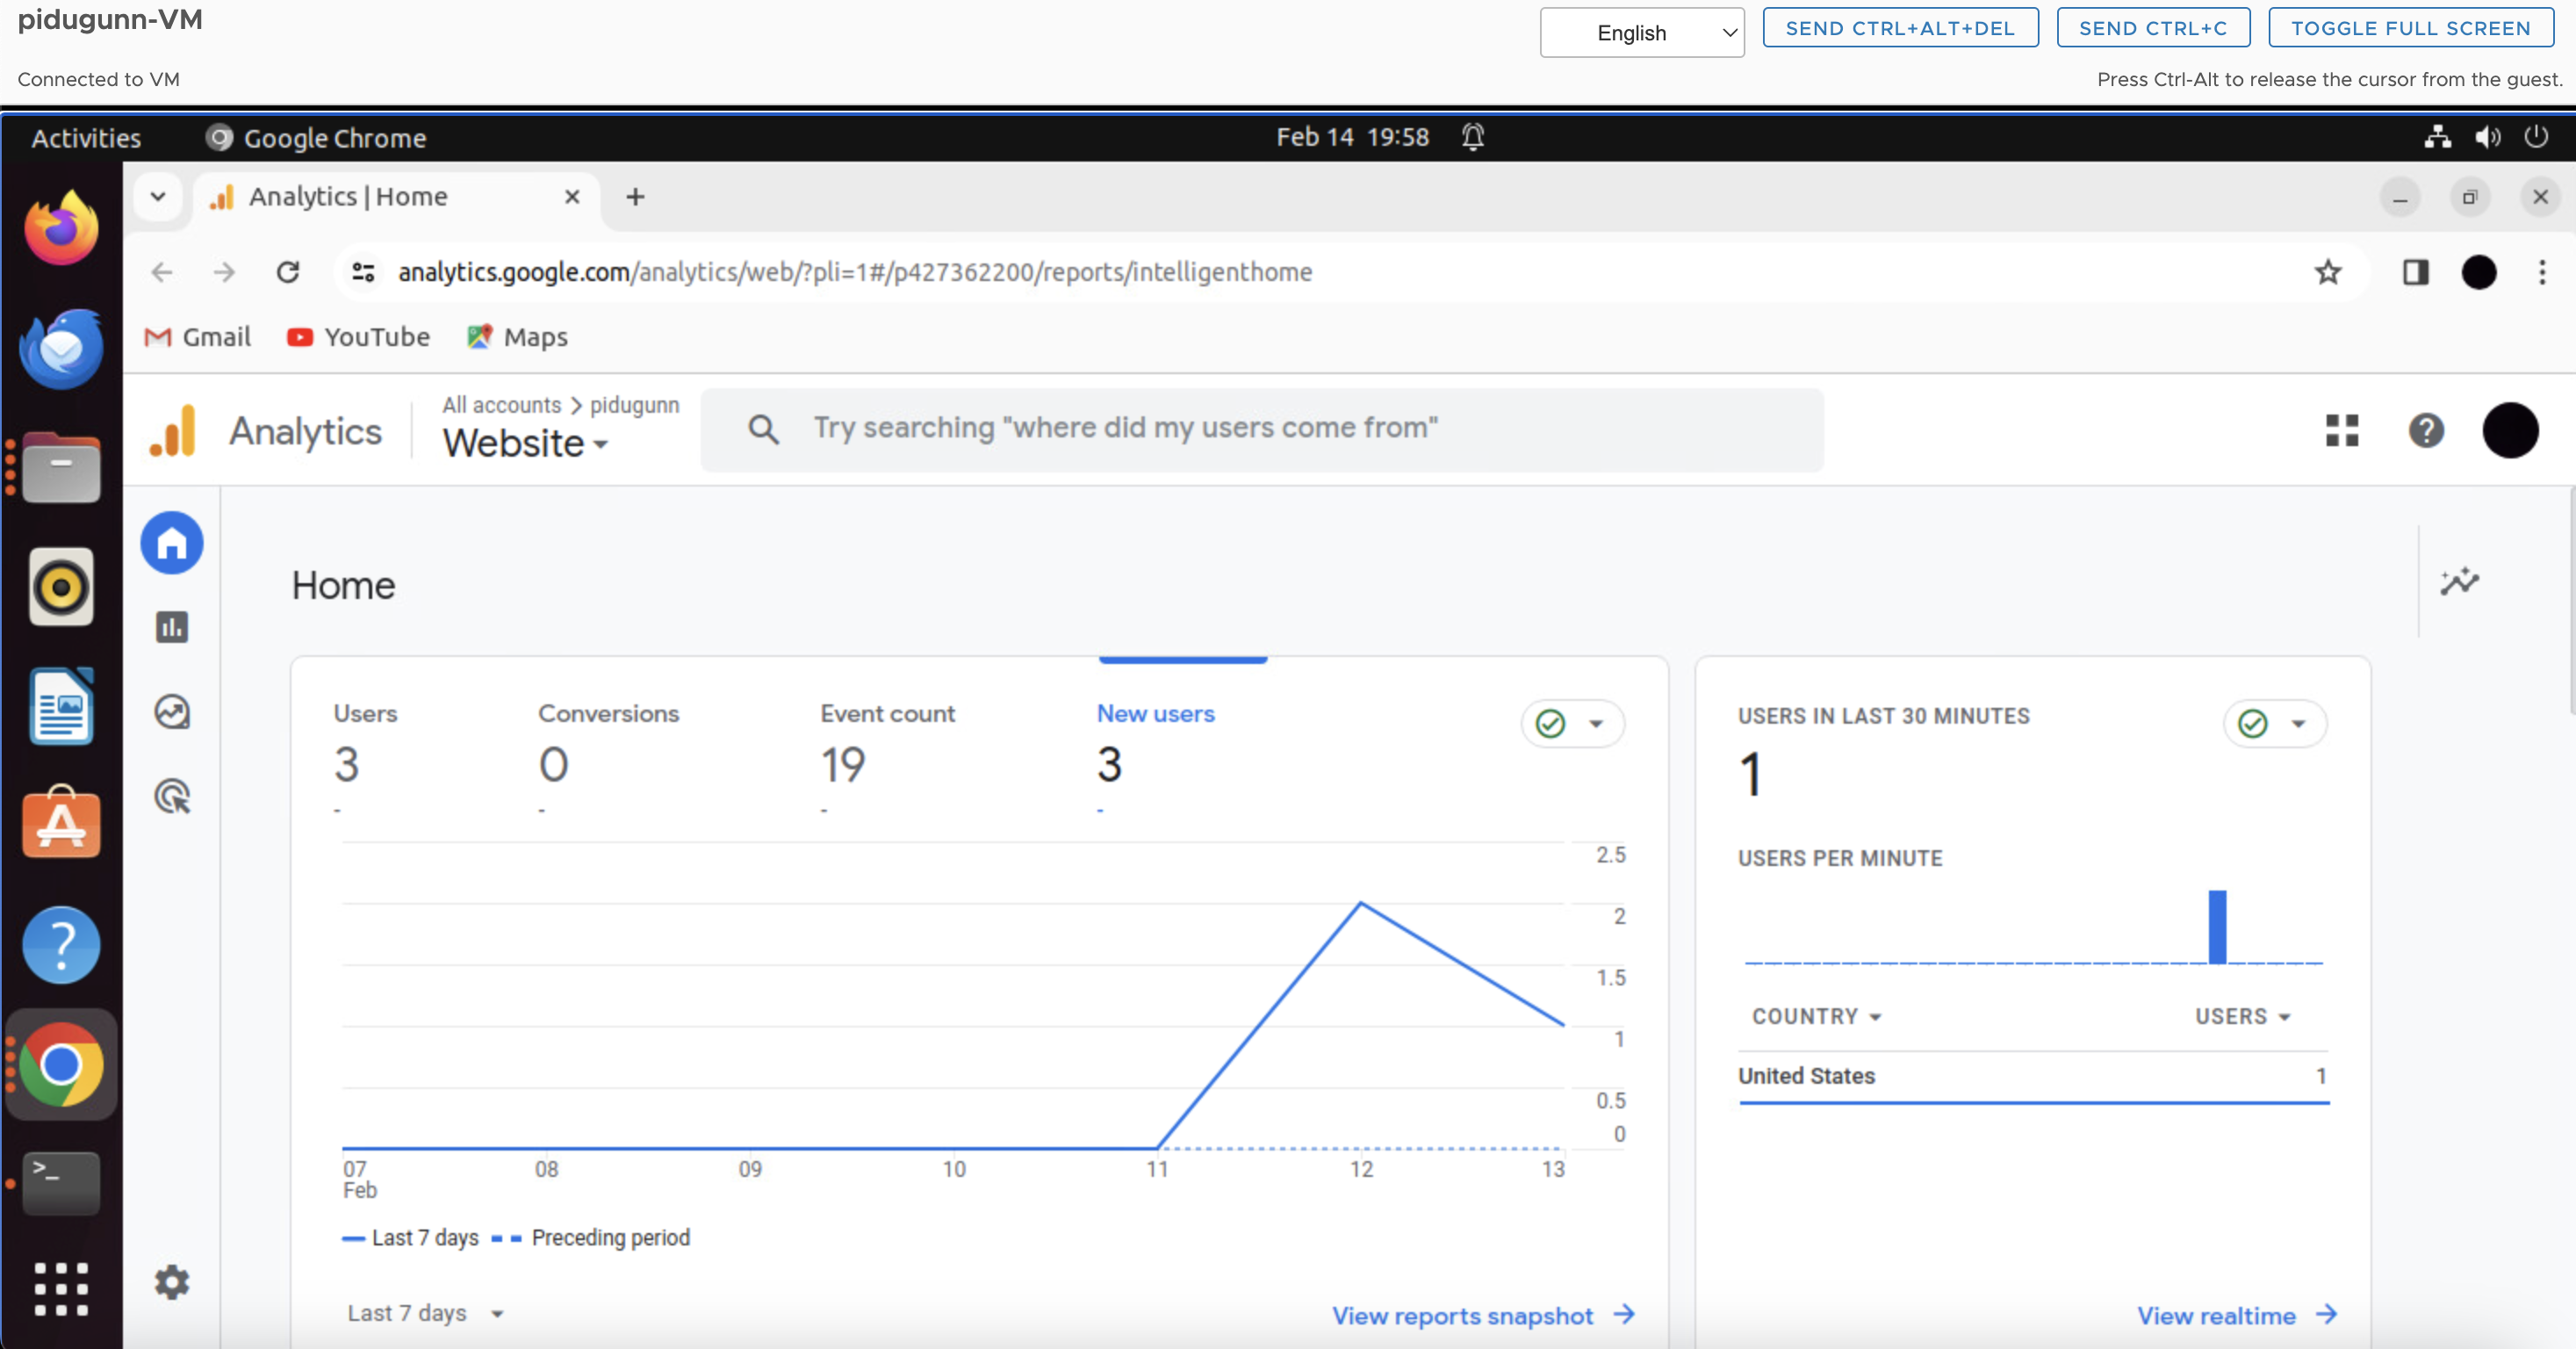 pidugunn-VM
English
SEND CTRL+ALT+DEL
SEND CTRL+C
TOGGLE FULL SCREEN
Connected to VM
Press Ctrl-Alt to release the cursor from the guest.
Activities
Google Chrome
Feb 14 19:58
Analytics | Home
analytics.google.com/analytics/web/?pli=1#/p427362200/reports/intelligenthome
Gmail
YouTube
Maps
Analytics
All accounts > pidugunn
Website
Try searching "where did my users come from"
Home
Users
3
-
Conversions
0
-
Event count
19
-
New users
3
-
2.5
2
1.5
1
0.5
0
07
Feb
08
09
10
11
12
13
Last 7 days
Preceding period
Last 7 days
View reports snapshot
USERS IN LAST 30 MINUTES
1
USERS PER MINUTE
COUNTRY
USERS
United States
1
View realtime